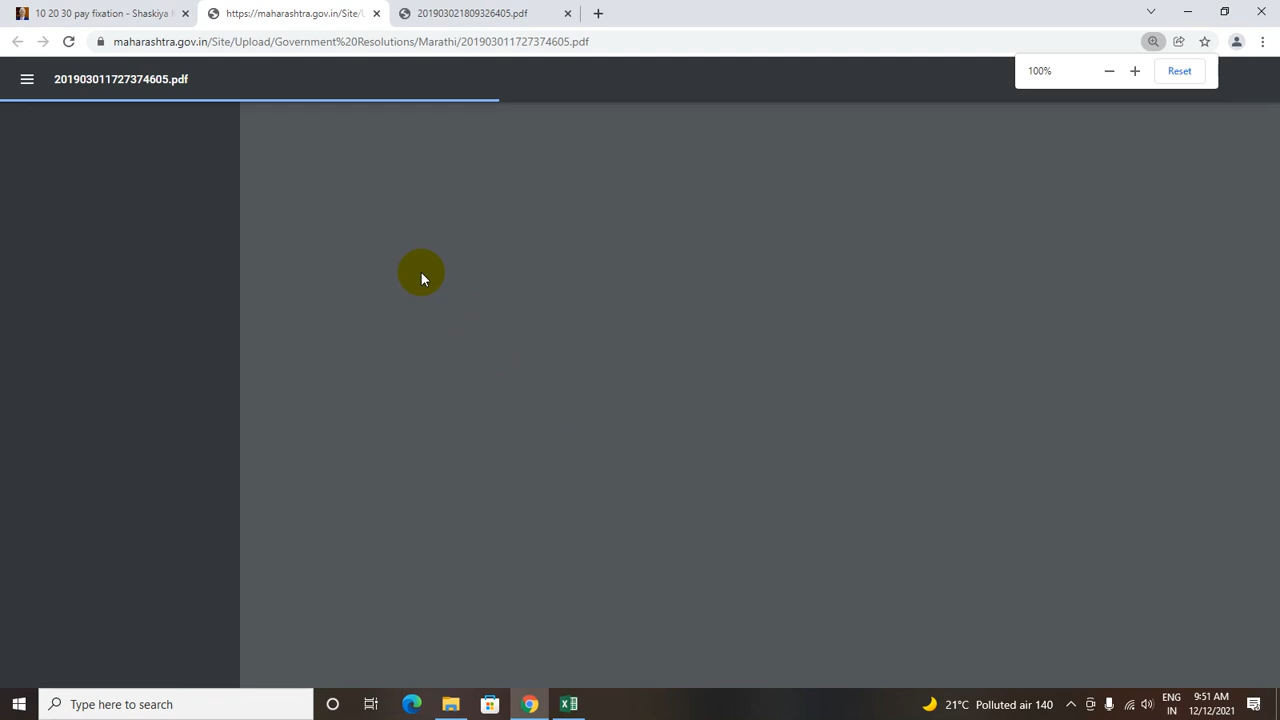 10 20 30 pay fixation - Shaskiya
https://maharashtra.gov.in/Site/U
201903021809326405.pdf
maharashtra.gov.in/Site/Upload/Government%20Resolutions/Marathi/201903011727374605.pdf
201903011727374605.pdf
100%
Reset
Type here to search
21°C Polluted air 140
ENG
IN
9:51 AM
12/12/2021